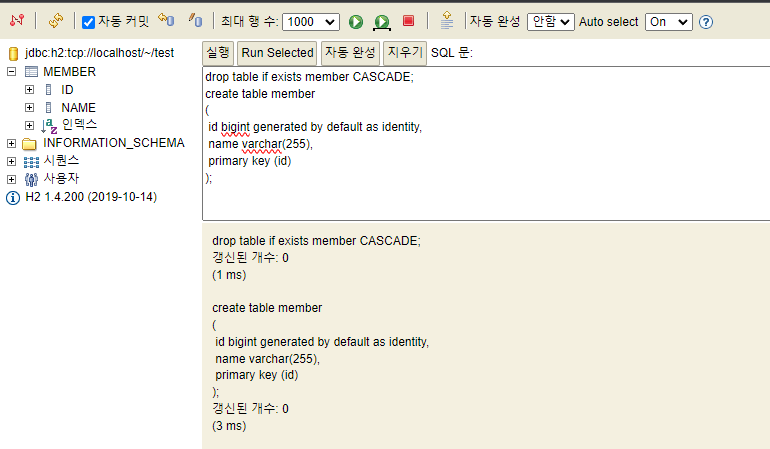 자동 커밋 최대 행 수: 1000 자동 완성 안함 Auto select On
jdbc:h2:tcp://localhost/~/test
MEMBER
ID
NAME
인덱스
INFORMATION_SCHEMA
시퀀스
사용자
H2 1.4.200 (2019-10-14)
실행 Run Selected 자동 완성 지우기 SQL 문:
drop table if exists member CASCADE;
create table member
(
id bigint generated by default as identity,
name varchar(255),
primary key (id)
);
drop table if exists member CASCADE;
갱신된 개수: 0
(1 ms)
create table member
(
id bigint generated by default as identity,
name varchar(255),
primary key (id)
);
갱신된 개수: 0
(3 ms)